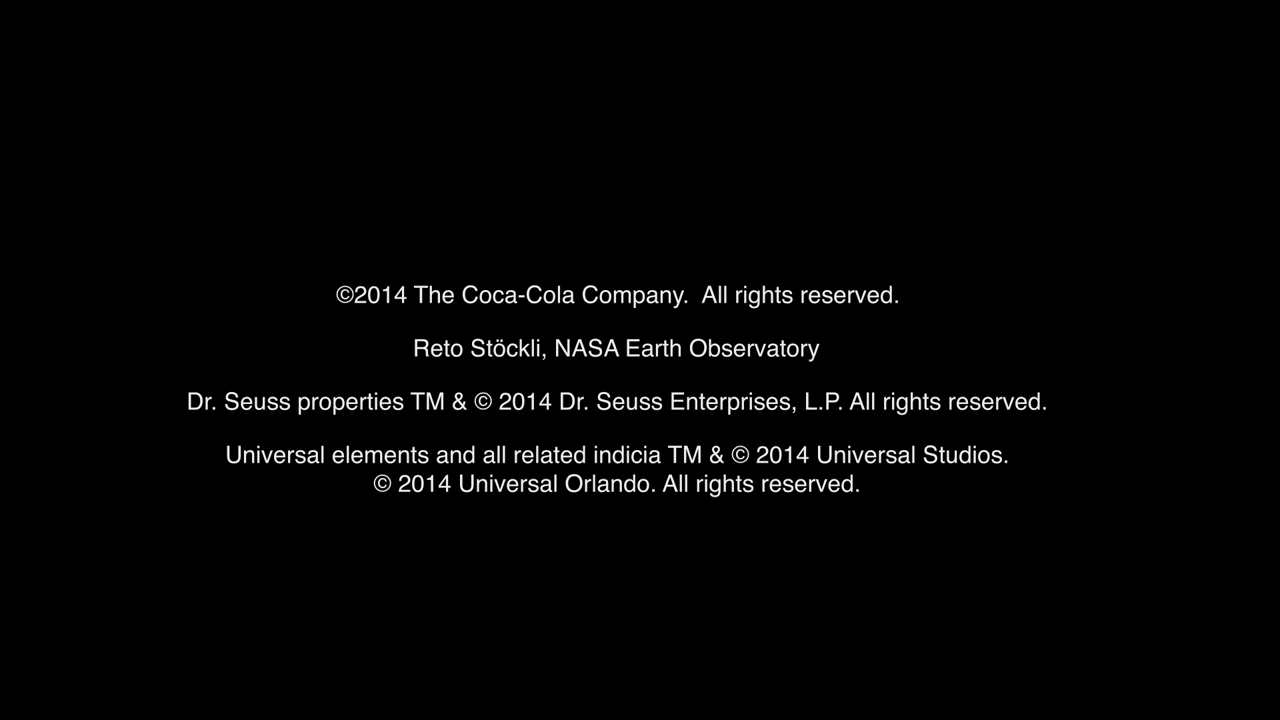 ©2014 The Coca-Cola Company.  All rights reserved.
Reto Stöckli, NASA Earth Observatory
Dr. Seuss properties TM & © 2014 Dr. Seuss Enterprises, L.P. All rights reserved.
Universal elements and all related indicia TM & © 2014 Universal Studios.
© 2014 Universal Orlando. All rights reserved.